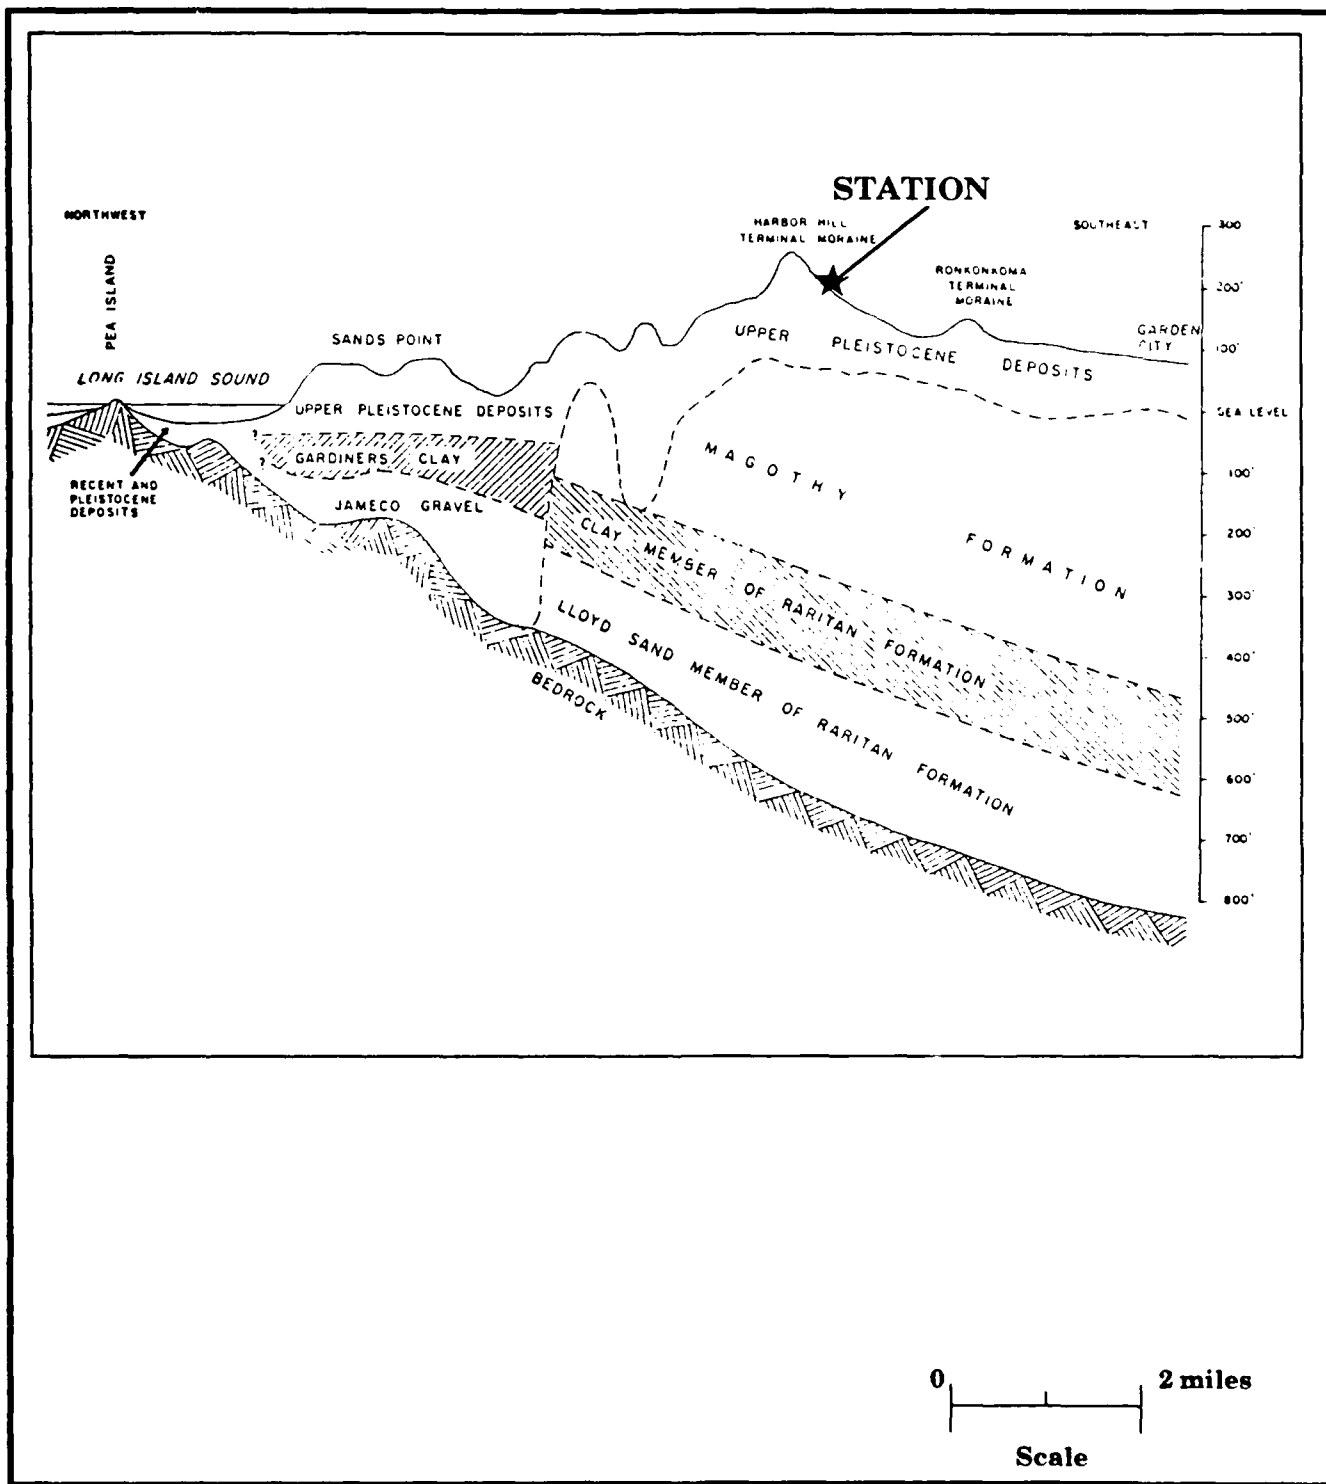 STATION
NORTHWEST
HARBOR HILL
TERMINAL MORAINE
SOUTHEAST
300
PEA ISLAND
RONKONKOMA
TERMINAL
MORAINE
200'
SANDS POINT
UPPER PLEISTOCENE DEPOSITS
GARDEN
CITY
100'
LONG ISLAND SOUND
UPPER PLEISTOCENE DEPOSITS
SEA LEVEL
? GARDINERS CLAY
?
MAGOTHY FORMATION
100'
RECENT AND
PLEISTOCENE
DEPOSITS
JAMECO GRAVEL
CLAY MEMBER OF RARITAN FORMATION
200'
300'
LLOYD SAND MEMBER OF RARITAN FORMATION
400'
BEDROCK
500'
600'
700'
800'
0 2 miles
Scale